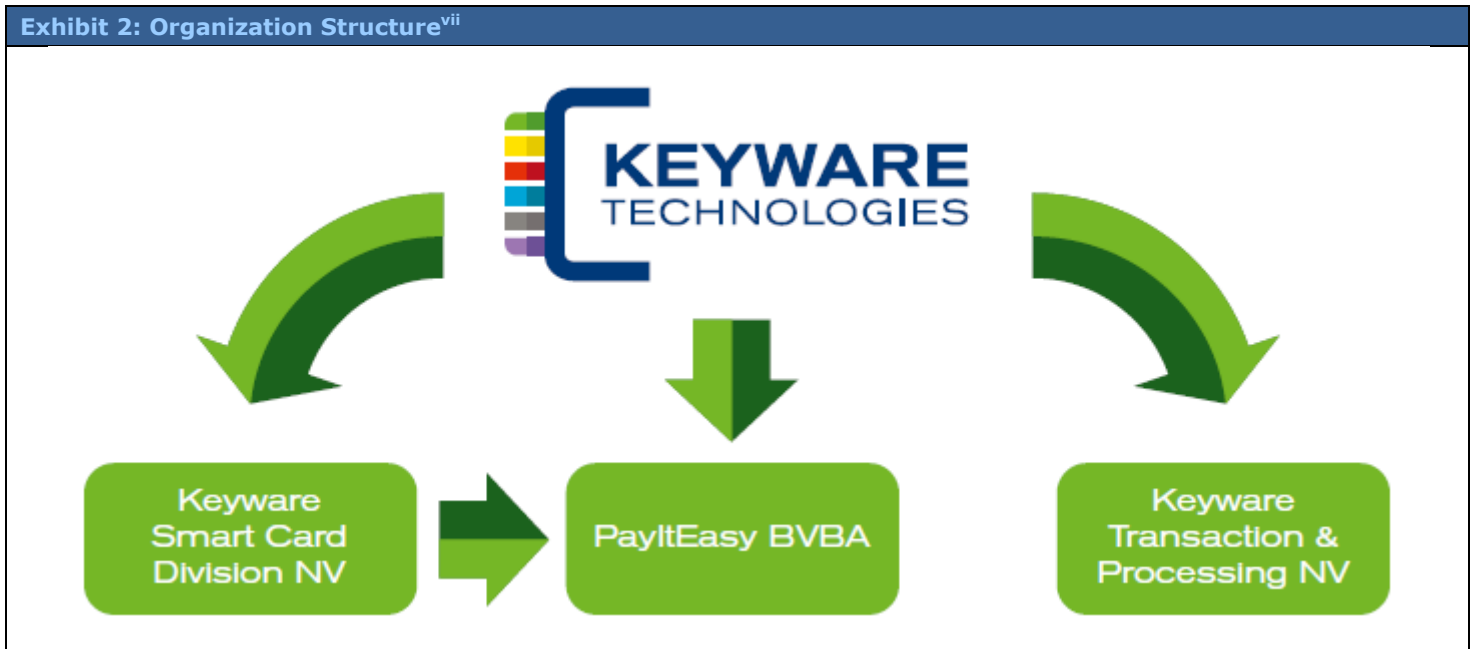 Exhibit 2: Organization Structurevii
KEYWARE
TECHNOLOGIES
Keyware
Smart Card
Division NV
PayItEasy BVBA
Keyware
Transaction &
Processing NV